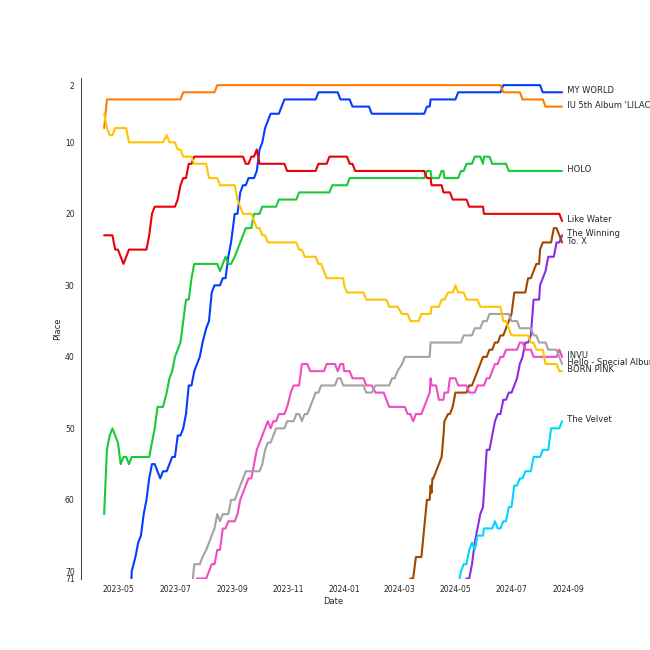 2
10
20
30
40
50
60
70
71
Place
2023-05
2023-07
2023-09
2023-11
2024-01
2024-03
2024-05
2024-07
2024-09
Date
MY WORLD
IU 5th Album 'LILAC
HOLO
Like Water
The Winning
To. X
INVU
Hello - Special Albu
BORN PINK
The Velvet